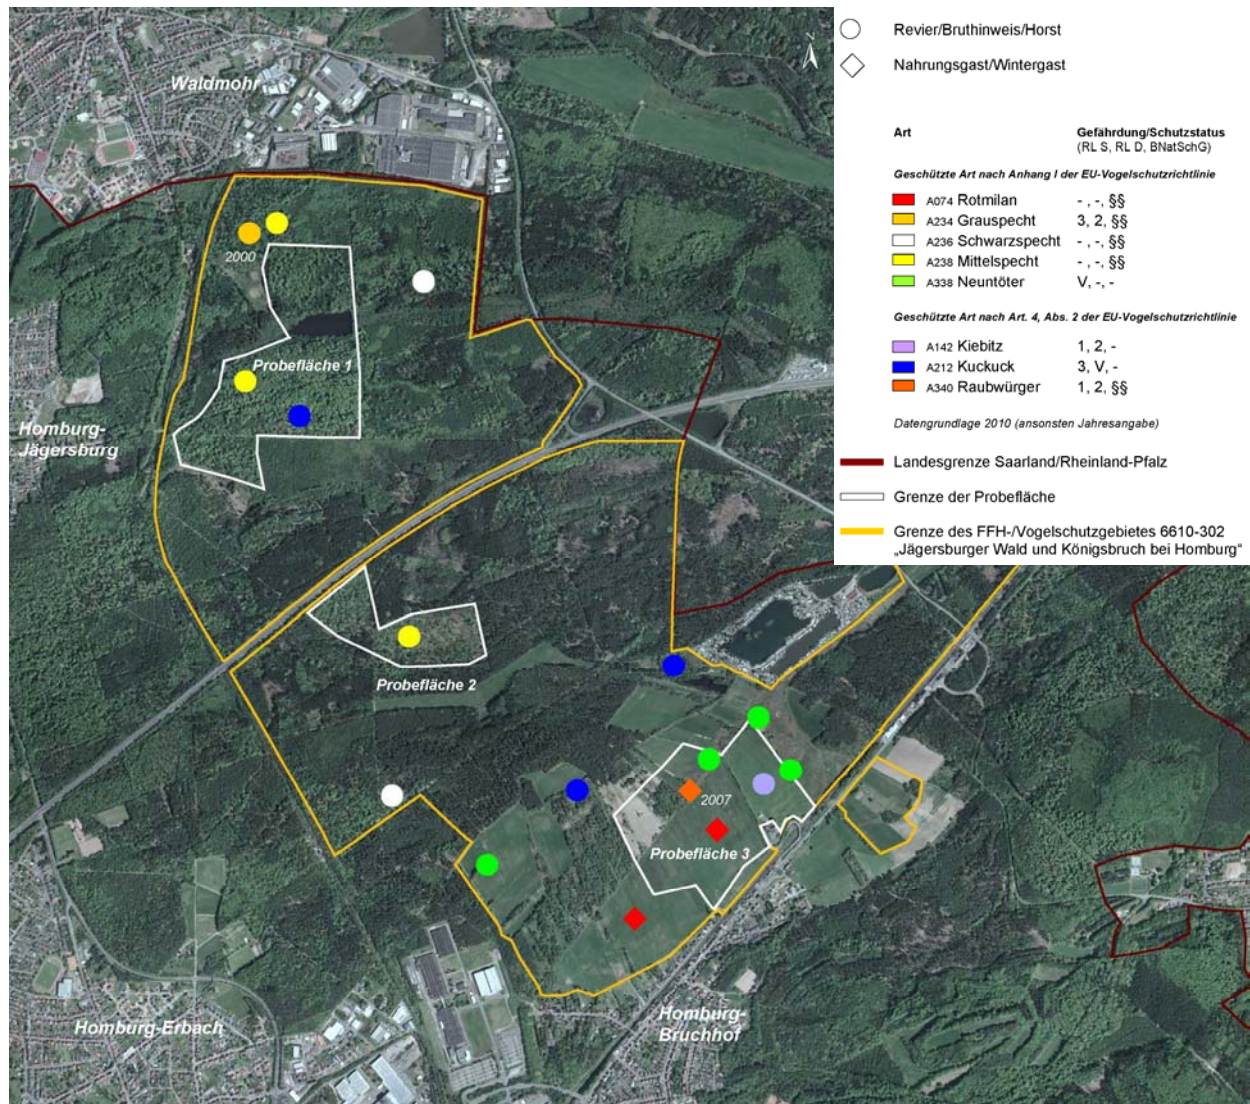 Waldmohr
N
2000
Probefläche 1
Homburg-
Jägersburg
Probefläche 2
2007
Probefläche 3
Homburg-Erbach
Homburg-
Bruchhof
Revier/Bruthinweis/Horst
Nahrungsgast/Wintergast
Art Gefährdung/Schutzstatus
(RL S, RL D, BNatSchG)
Geschützte Art nach Anhang I der EU-Vogelschutzrichtlinie
A074 Rotmilan - , -, §§
A234 Grauspecht 3, 2, §§
A236 Schwarzspecht - , -, §§
A238 Mittelspecht - , -, §§
A338 Neuntöter V, -, -
Geschützte Art nach Art. 4, Abs. 2 der EU-Vogelschutzrichtlinie
A142 Kiebitz 1, 2, -
A212 Kuckuck 3, V, -
A340 Raubwürger 1, 2, §§
Datengrundlage 2010 (ansonsten Jahresangabe)
Landesgrenze Saarland/Rheinland-Pfalz
Grenze der Probefläche
Grenze des FFH-/Vogelschutzgebietes 6610-302
„Jägersburger Wald und Königsbruch bei Homburg“